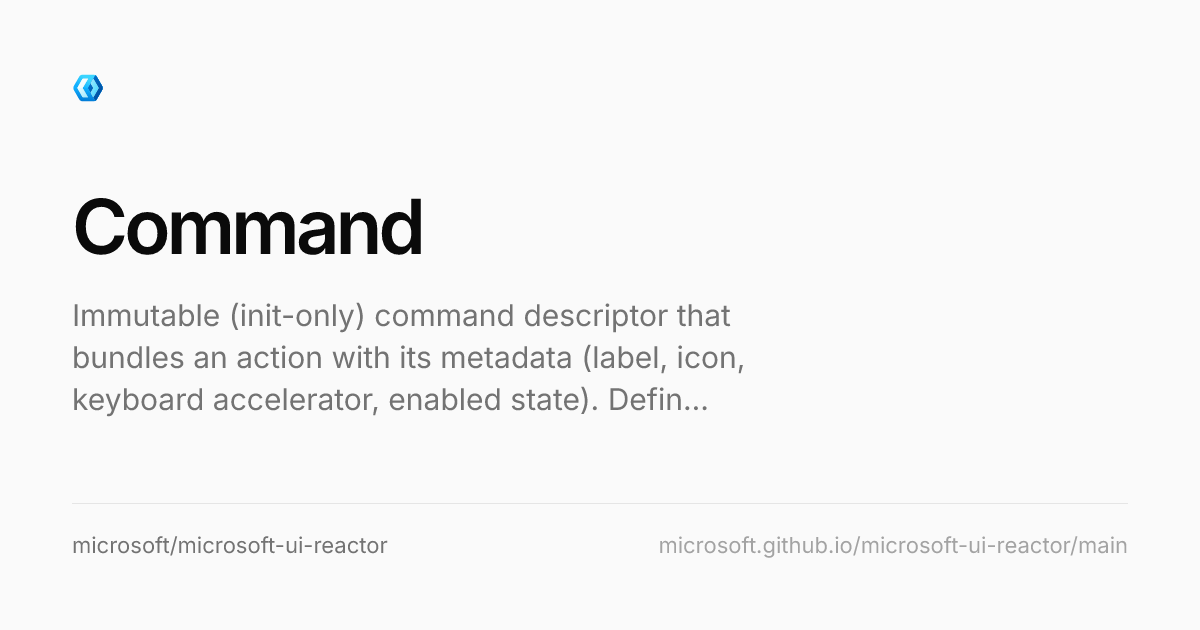 Command
Immutable (init-only) command descriptor that
bundles an action with its metadata (label, icon,
keyboard accelerator, enabled state). Defin...
microsoft/microsoft-ui-reactor
microsoft.github.io/microsoft-ui-reactor/main